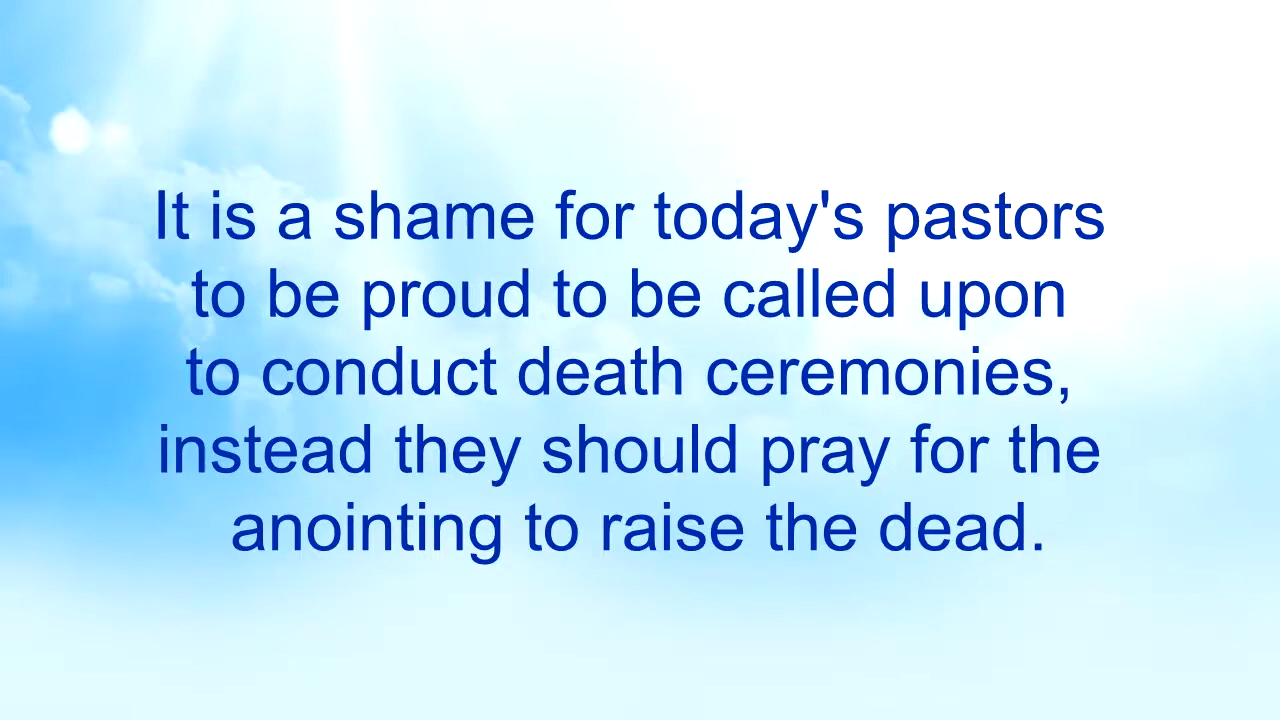 It is a shame for today's pastors
to be proud to be called upon
to conduct death ceremonies,
instead they should pray for the
anointing to raise the dead.